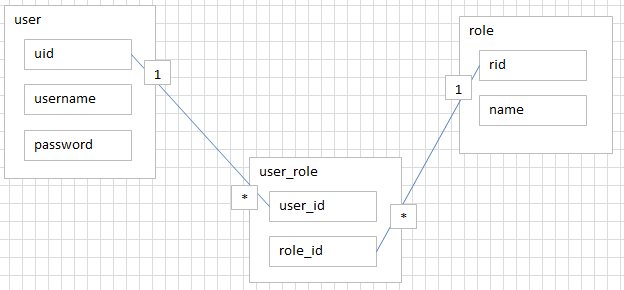 user
uid
username
password
1
*
role
rid
name
1
*
user_role
user_id
role_id